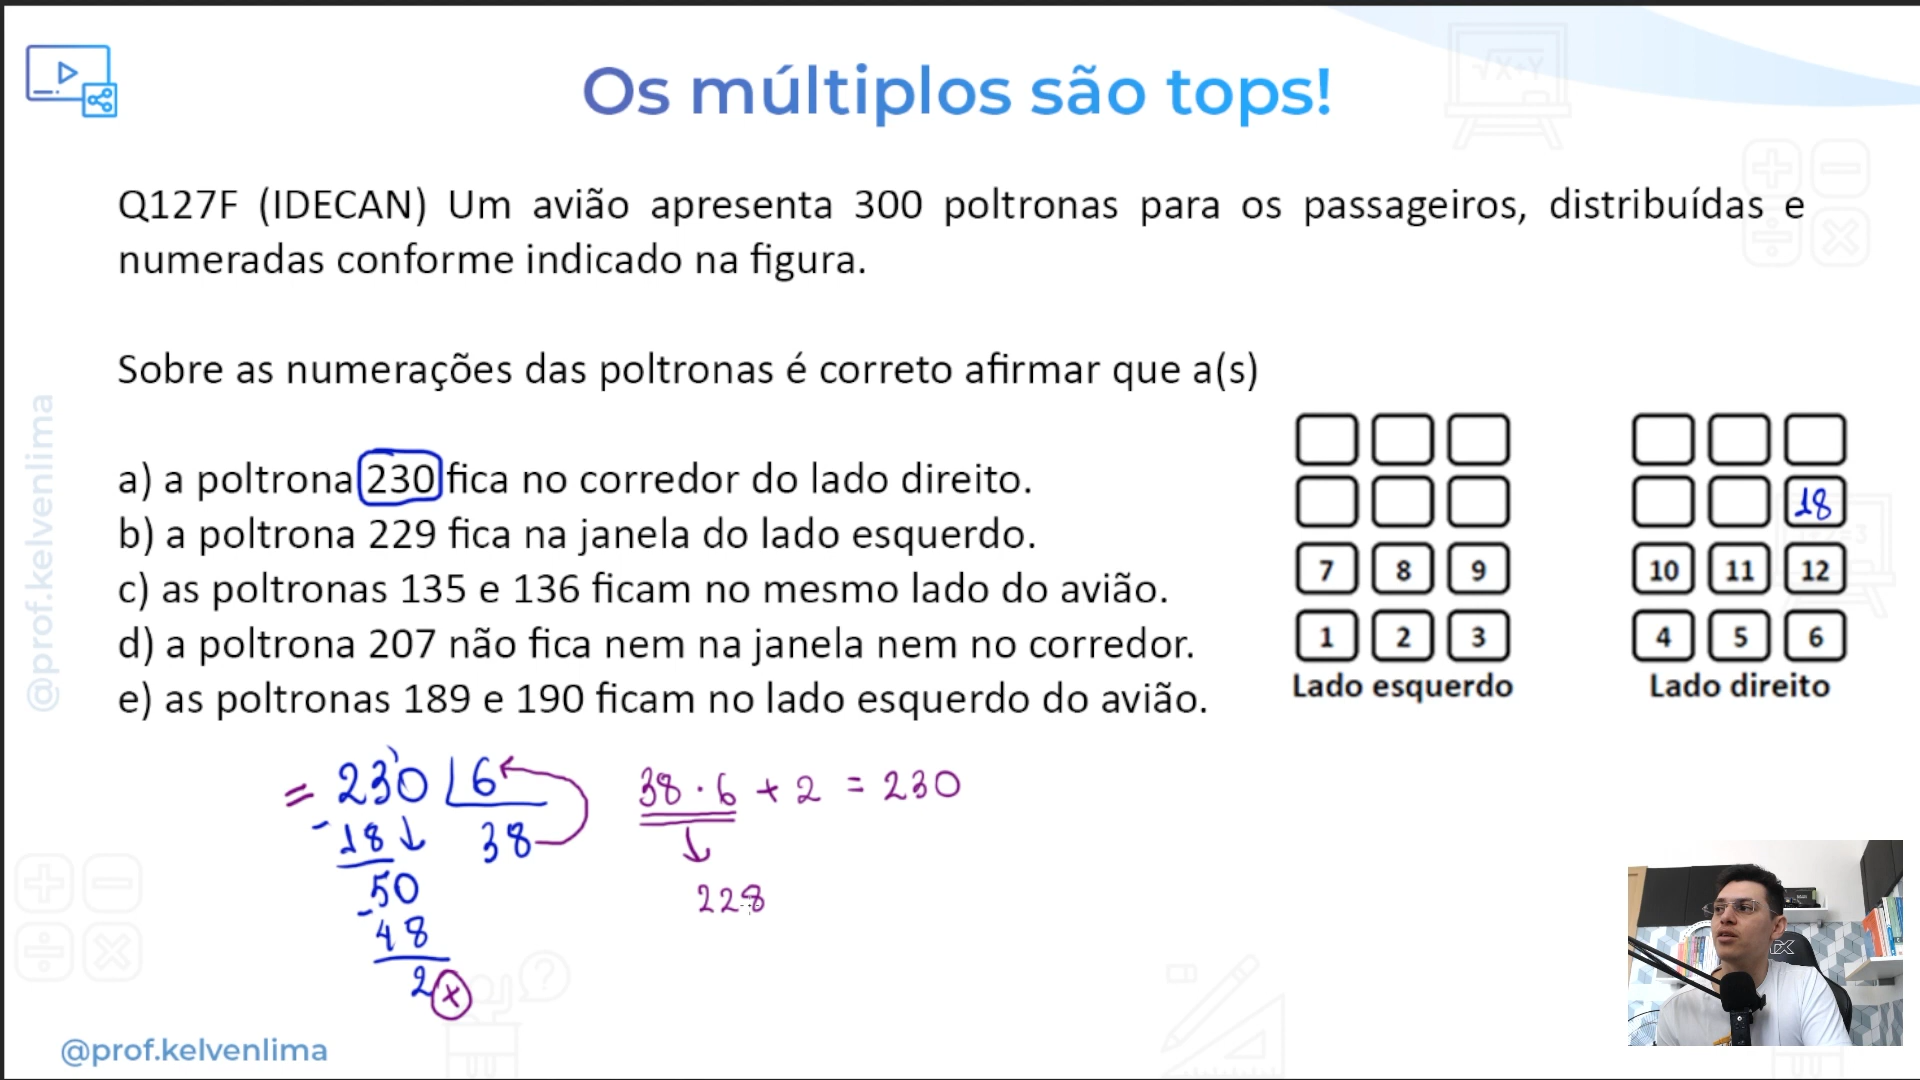 Os múltiplos são tops!
Q127F (IDECAN) Um avião apresenta 300 poltronas para os passageiros, distribuídas e
numeradas conforme indicado na figura.
Sobre as numerações das poltronas é correto afirmar que a(s)
a) a poltrona 230 fica no corredor do lado direito.
b) a poltrona 229 fica na janela do lado esquerdo.
c) as poltronas 135 e 136 ficam no mesmo lado do avião.
d) a poltrona 207 não fica nem na janela nem no corredor.
e) as poltronas 189 e 190 ficam no lado esquerdo do avião.
18
7 8 9 10 11 12
1 2 3 4 5 6
Lado esquerdo Lado direito
= 230 6
- 18 38
50
- 48
2 x
38 · 6 + 2 = 230
228
@prof.kelvenlima
@prof.kelvenlima